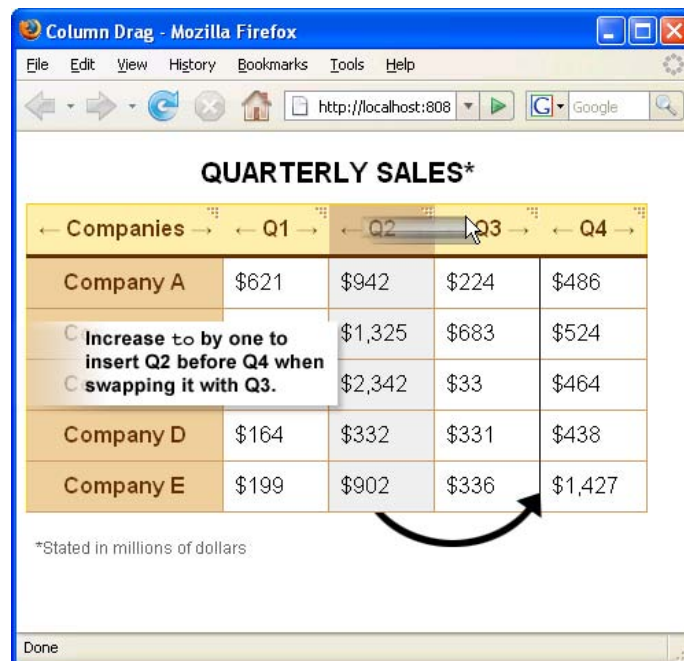 Column Drag - Mozilla Firefox
File Edit View History Bookmarks Tools Help
http://localhost:808 G Google
QUARTERLY SALES*
← Companies → ← Q1 → ← Q2 Q3 → ← Q4 →
Company A $621 $942 $224 $486
$1,325 $683 $524
Increase to by one to
insert Q2 before Q4 when
swapping it with Q3.
$2,342 $33 $464
Company D $164 $332 $331 $438
Company E $199 $902 $336 $1,427
*Stated in millions of dollars
Done